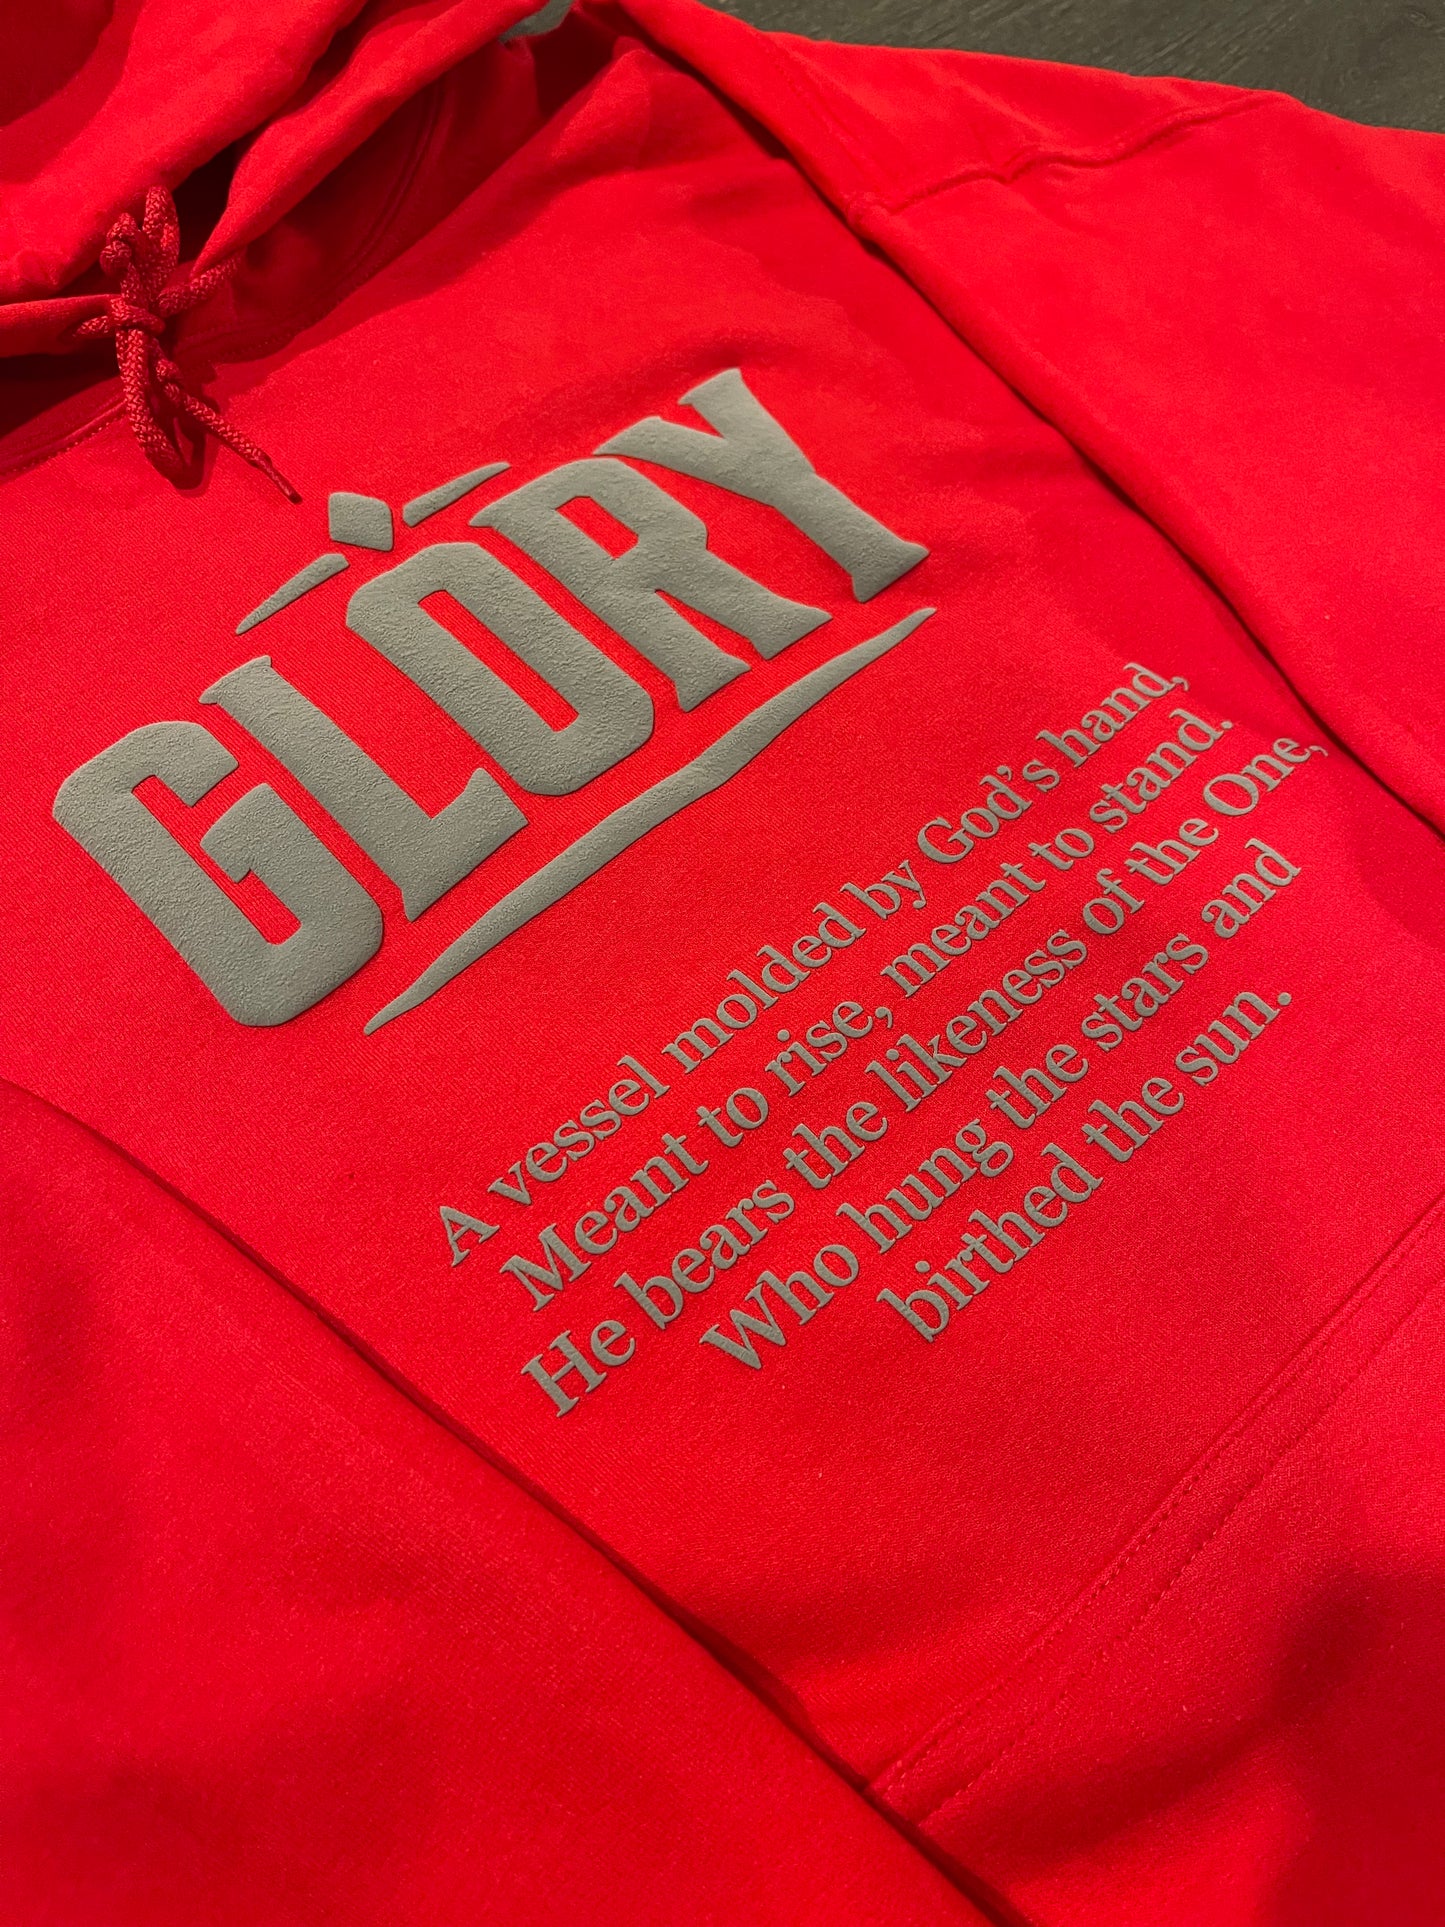 GLORY
A vessel molded by God's hand,
Meant to rise, meant to stand.
He bears the likeness of the One,
Who hung the stars and
birthed the sun.